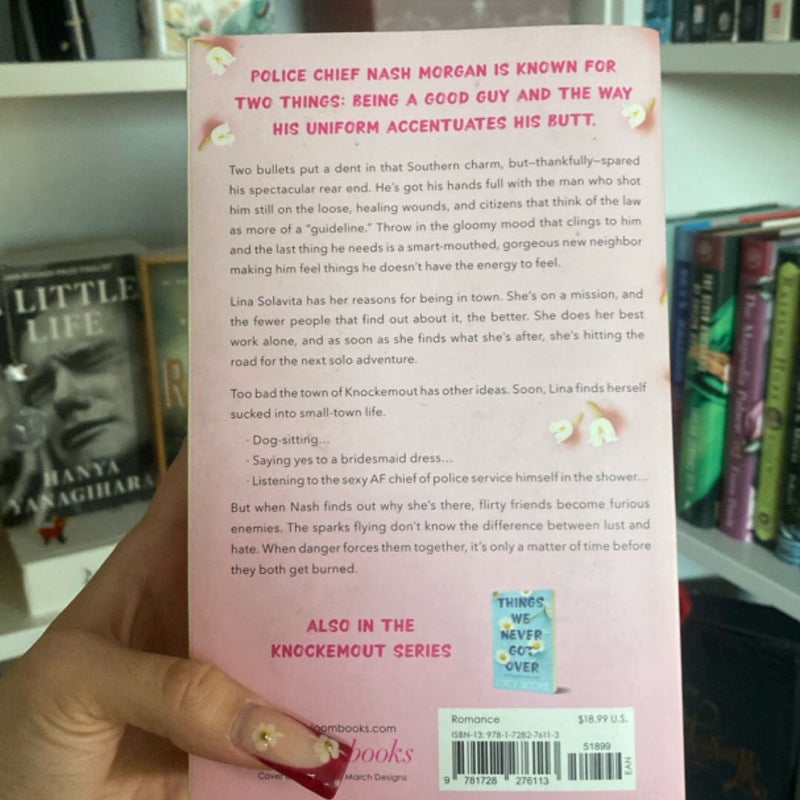 POLICE CHIEF NASH MORGAN IS KNOWN FOR
TWO THINGS: BEING A GOOD GUY AND THE WAY
HIS UNIFORM ACCENTUATES HIS BUTT.
Two bullets put a dent in that Southern charm, but—thankfully—spared
his spectacular rear end. He's got his hands full with the man who shot
him still on the loose, healing wounds, and citizens that think of the law
as more of a "guideline." Throw in the gloomy mood that clings to him
and the last thing he needs is a smart-mouthed, gorgeous new neighbor
making him feel things he doesn't have the energy to feel.
Lina Solavita has her reasons for being in town. She's on a mission, and
the fewer people that find out about it, the better. She does her best
work alone, and as soon as she finds what she's after, she's hitting the
road for the next solo adventure.
Too bad the town of Knockemout has other ideas. Soon, Lina finds herself
sucked into small-town life.
· Dog-sitting...
· Saying yes to a bridesmaid dress...
· Listening to the sexy AF chief of police service himself in the shower...
But when Nash finds out why she's there, flirty friends become furious
enemies. The sparks flying don't know the difference between lust and
hate. When danger forces them together, it's only a matter of time before
they both get burned.
ALSO IN THE
KNOCKEMOUT SERIES
THINGS
WE
NEVER
GOT
OVER
LUCY SCORE
oombooks.com
books
Cover
March Designs
Romance
$18.99 U.S.
ISBN-13: 978-1-7282-7611-3
51899
EAN
9 781728 276113
LITTLE
LIFE
HANYA
YANAGIHARA